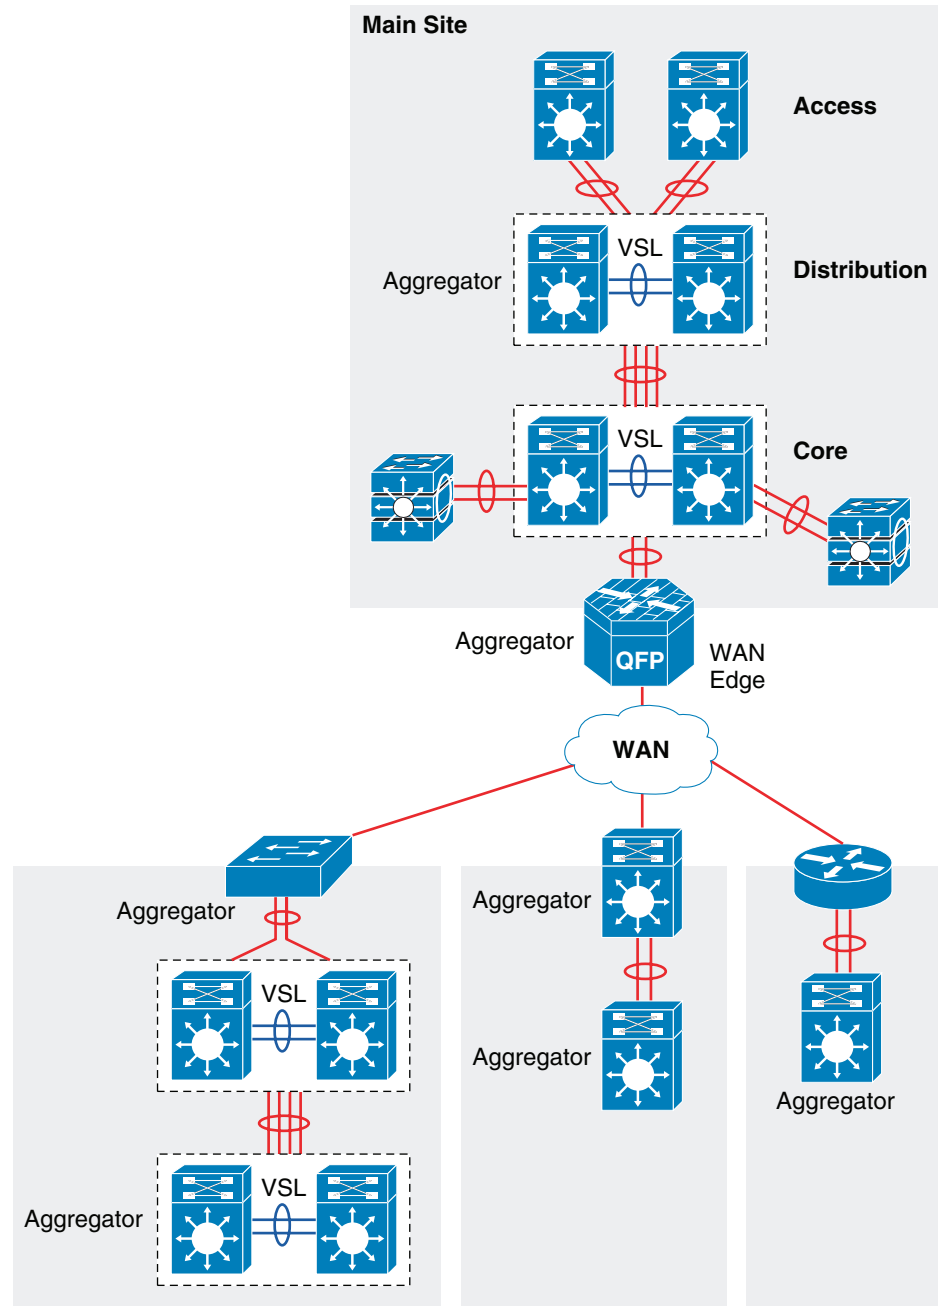 Main Site
Access
VSL
Aggregator
Distribution
VSL
Core
Aggregator
QFP
WAN
Edge
WAN
Aggregator
Aggregator
VSL
Aggregator
Aggregator
VSL
Aggregator